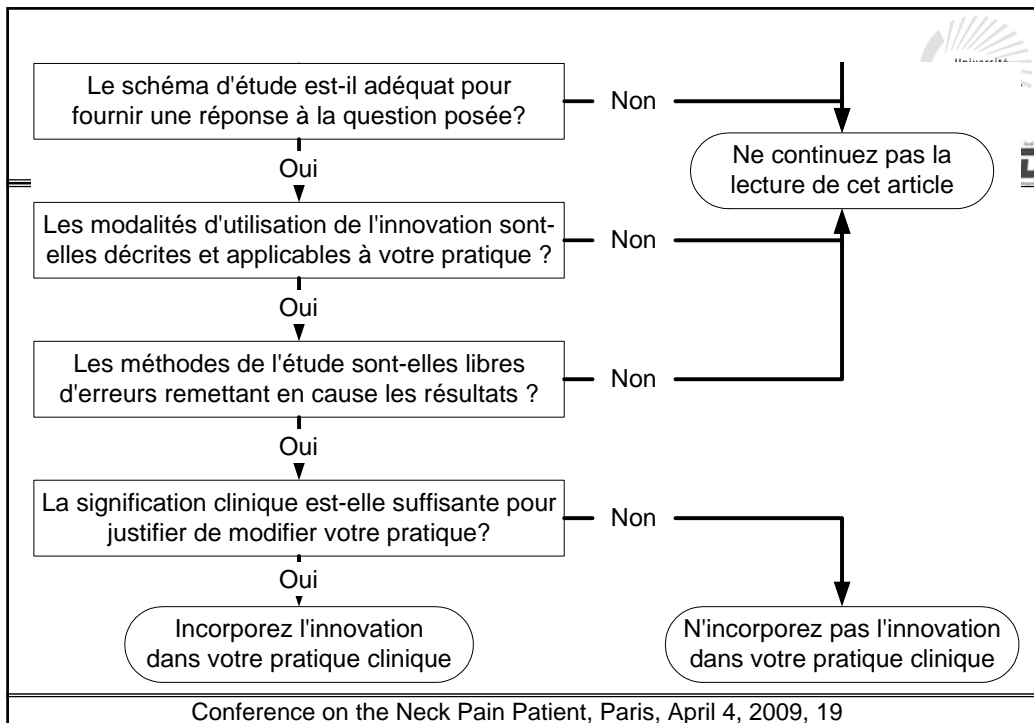 Université
Le schéma d'étude est-il adéquat pour
fournir une réponse à la question posée?
Non
Ne continuez pas la
lecture de cet article
Oui
Les modalités d'utilisation de l'innovation sont-
elles décrites et applicables à votre pratique ?
Non
Oui
Les méthodes de l'étude sont-elles libres
d'erreurs remettant en cause les résultats ?
Non
Oui
La signification clinique est-elle suffisante pour
justifier de modifier votre pratique?
Non
Oui
Incorporez l'innovation
dans votre pratique clinique
N'incorporez pas l'innovation
dans votre pratique clinique
Conference on the Neck Pain Patient, Paris, April 4, 2009, 19